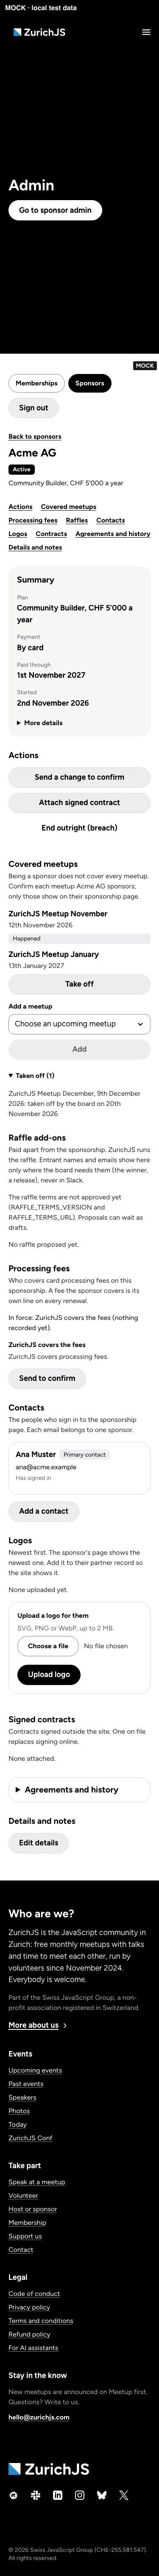 MOCK · local test data
ZurichJS
Admin
Go to sponsor admin
MOCK
Memberships
Sponsors
Sign out
Back to sponsors
Acme AG
Active
Community Builder, CHF 5'000 a year
Actions Covered meetups
Processing fees Raffles Contacts
Logos Contracts Agreements and history
Details and notes
Summary
Plan
Community Builder, CHF 5'000 a
year
Payment
By card
Paid through
1st November 2027
Started
2nd November 2026
More details
Actions
Send a change to confirm
Attach signed contract
End outright (breach)
Covered meetups
Being a sponsor does not cover every meetup.
Confirm each meetup Acme AG sponsors;
only those show on their sponsorship page.
ZurichJS Meetup November
12th November 2026
Happened
ZurichJS Meetup January
13th January 2027
Take off
Add a meetup
Choose an upcoming meetup
Add
Taken off (1)
ZurichJS Meetup December, 9th December
2026: taken off by the board on 20th
November 2026
Raffle add-ons
Paid apart from the sponsorship. ZurichJS runs
the raffle. Entrant names and emails show here
only where the board needs them (the winner,
a release), never in Slack.
The raffle terms are not approved yet
(RAFFLE_TERMS_VERSION and
RAFFLE_TERMS_URL). Proposals can wait as
drafts.
No raffle proposed yet.
Processing fees
Who covers card processing fees on this
sponsorship. A fee the sponsor covers is its
own line on every renewal.
In force: ZurichJS covers the fees (nothing
recorded yet).
ZurichJS covers the fees
ZurichJS covers processing fees.
Send to confirm
Contacts
The people who sign in to the sponsorship
page. Each email belongs to one sponsor.
Ana Muster Primary contact
ana@acme.example
Has signed in
Add a contact
Logos
Newest first. The sponsor's page shows the
newest one. Add it to their partner record so
the site shows it.
None uploaded yet.
Upload a logo for them
SVG, PNG or WebP, up to 2 MB.
Choose a file No file chosen
Upload logo
Signed contracts
Contracts signed outside the site. One on file
replaces signing online.
None attached.
Agreements and history
Details and notes
Edit details
Who are we?
ZurichJS is the JavaScript community in
Zurich: free monthly meetups with talks
and time to meet each other, run by
volunteers since November 2024.
Everybody is welcome.
Part of the Swiss JavaScript Group, a non-
profit association registered in Switzerland.
More about us
Events
Upcoming events
Past events
Speakers
Photos
Today
ZurichJS Conf
Take part
Speak at a meetup
Volunteer
Host or sponsor
Membership
Support us
Contact
Legal
Code of conduct
Privacy policy
Terms and conditions
Refund policy
For AI assistants
Stay in the know
New meetups are announced on Meetup first.
Questions? Write to us.
hello@zurichjs.com
ZurichJS
© 2026 Swiss JavaScript Group (CHE-255.581.547).
All rights reserved.